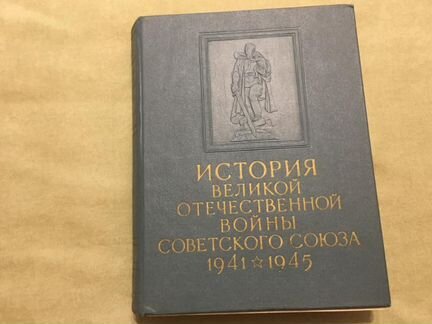 ИСТОРИЯ
ВЕЛИКОЙ
ОТЕЧЕСТВЕННОЙ
ВОЙНЫ
СОВЕТСКОГО СОЮЗА
1941 ☆ 1945